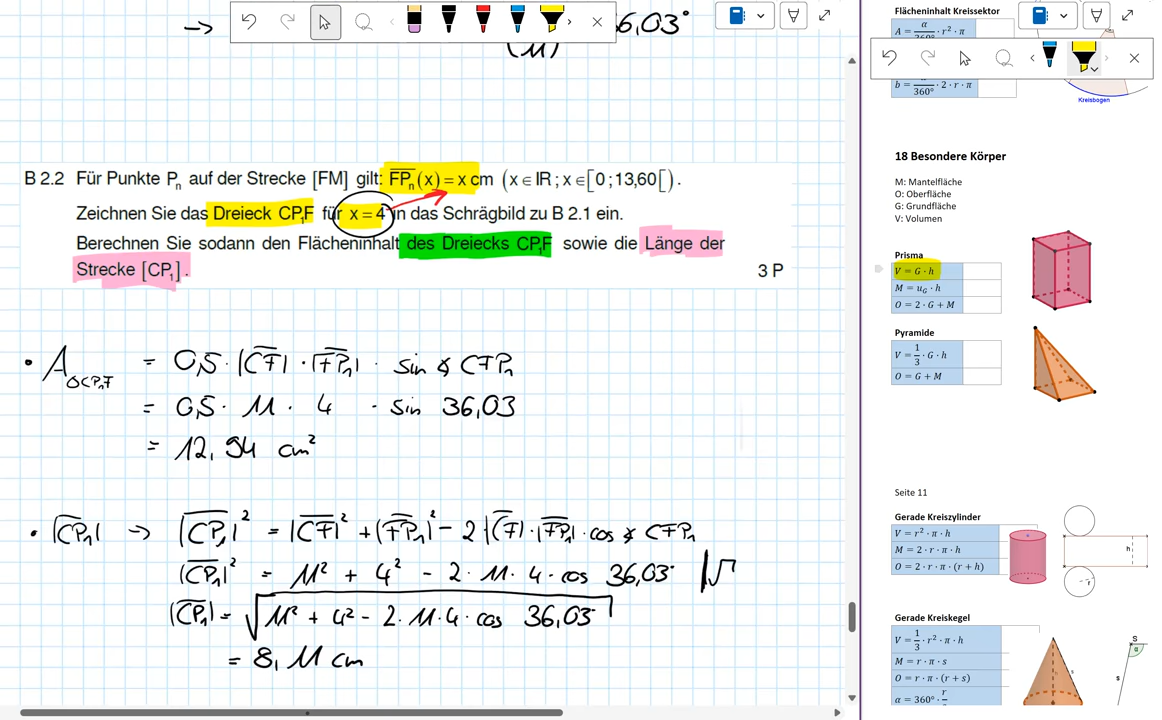 6,03°
(11)
B 2.2 Für Punkte Pₙ auf der Strecke [FM] gilt: FPₙ(x) = x cm (x ∈ IR ; x ∈ [0 ; 13,60[ ).
Zeichnen Sie das Dreieck CP₁F für x = 4 in das Schrägbild zu B 2.1 ein.
Berechnen Sie sodann den Flächeninhalt des Dreiecks CP₁F sowie die Länge der
Strecke [CP₁].
3 P
• A△CP₁F = 0,5 · |CF| · |FP₁| · sin ∢ CFP₁
= 0,5 · 11 · 4 · sin 36,03
= 12,94 cm²
• |CP₁| → |CP₁|² = |CF|² + |FP₁|² − 2 · |CF| · |FP₁| · cos ∢ CFP₁
|CP₁|² = 11² + 4² − 2 · 11 · 4 · cos 36,03° |√
|CP₁| = √11² + 4² − 2 · 11 · 4 · cos 36,03°
= 8,11 cm
Flächeninhalt Kreissektor
A = α/360° · r² · π
b = α/360° · 2 · r · π
Kreisbogen
18 Besondere Körper
M: Mantelfläche
O: Oberfläche
G: Grundfläche
V: Volumen
Prisma
V = G · h
M = u_G · h
O = 2 · G + M
Pyramide
V = 1/3 · G · h
O = G + M
Seite 11
Gerade Kreiszylinder
V = r² · π · h
M = 2 · r · π · h
O = 2 · r · π · (r + h)
h
r
Gerade Kreiskegel
V = 1/3 · r² · π · h
M = r · π · s
O = r · π · (r + s)
α = 360° · r/
S
α
s